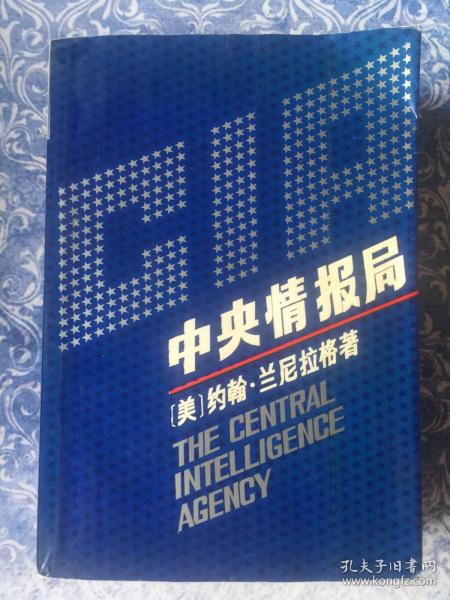 CIA
中央情报局
〔美〕约翰·兰尼拉格著
THE CENTRAL
INTELLIGENCE
AGENCY
孔夫子旧书网
www.kongfz.com